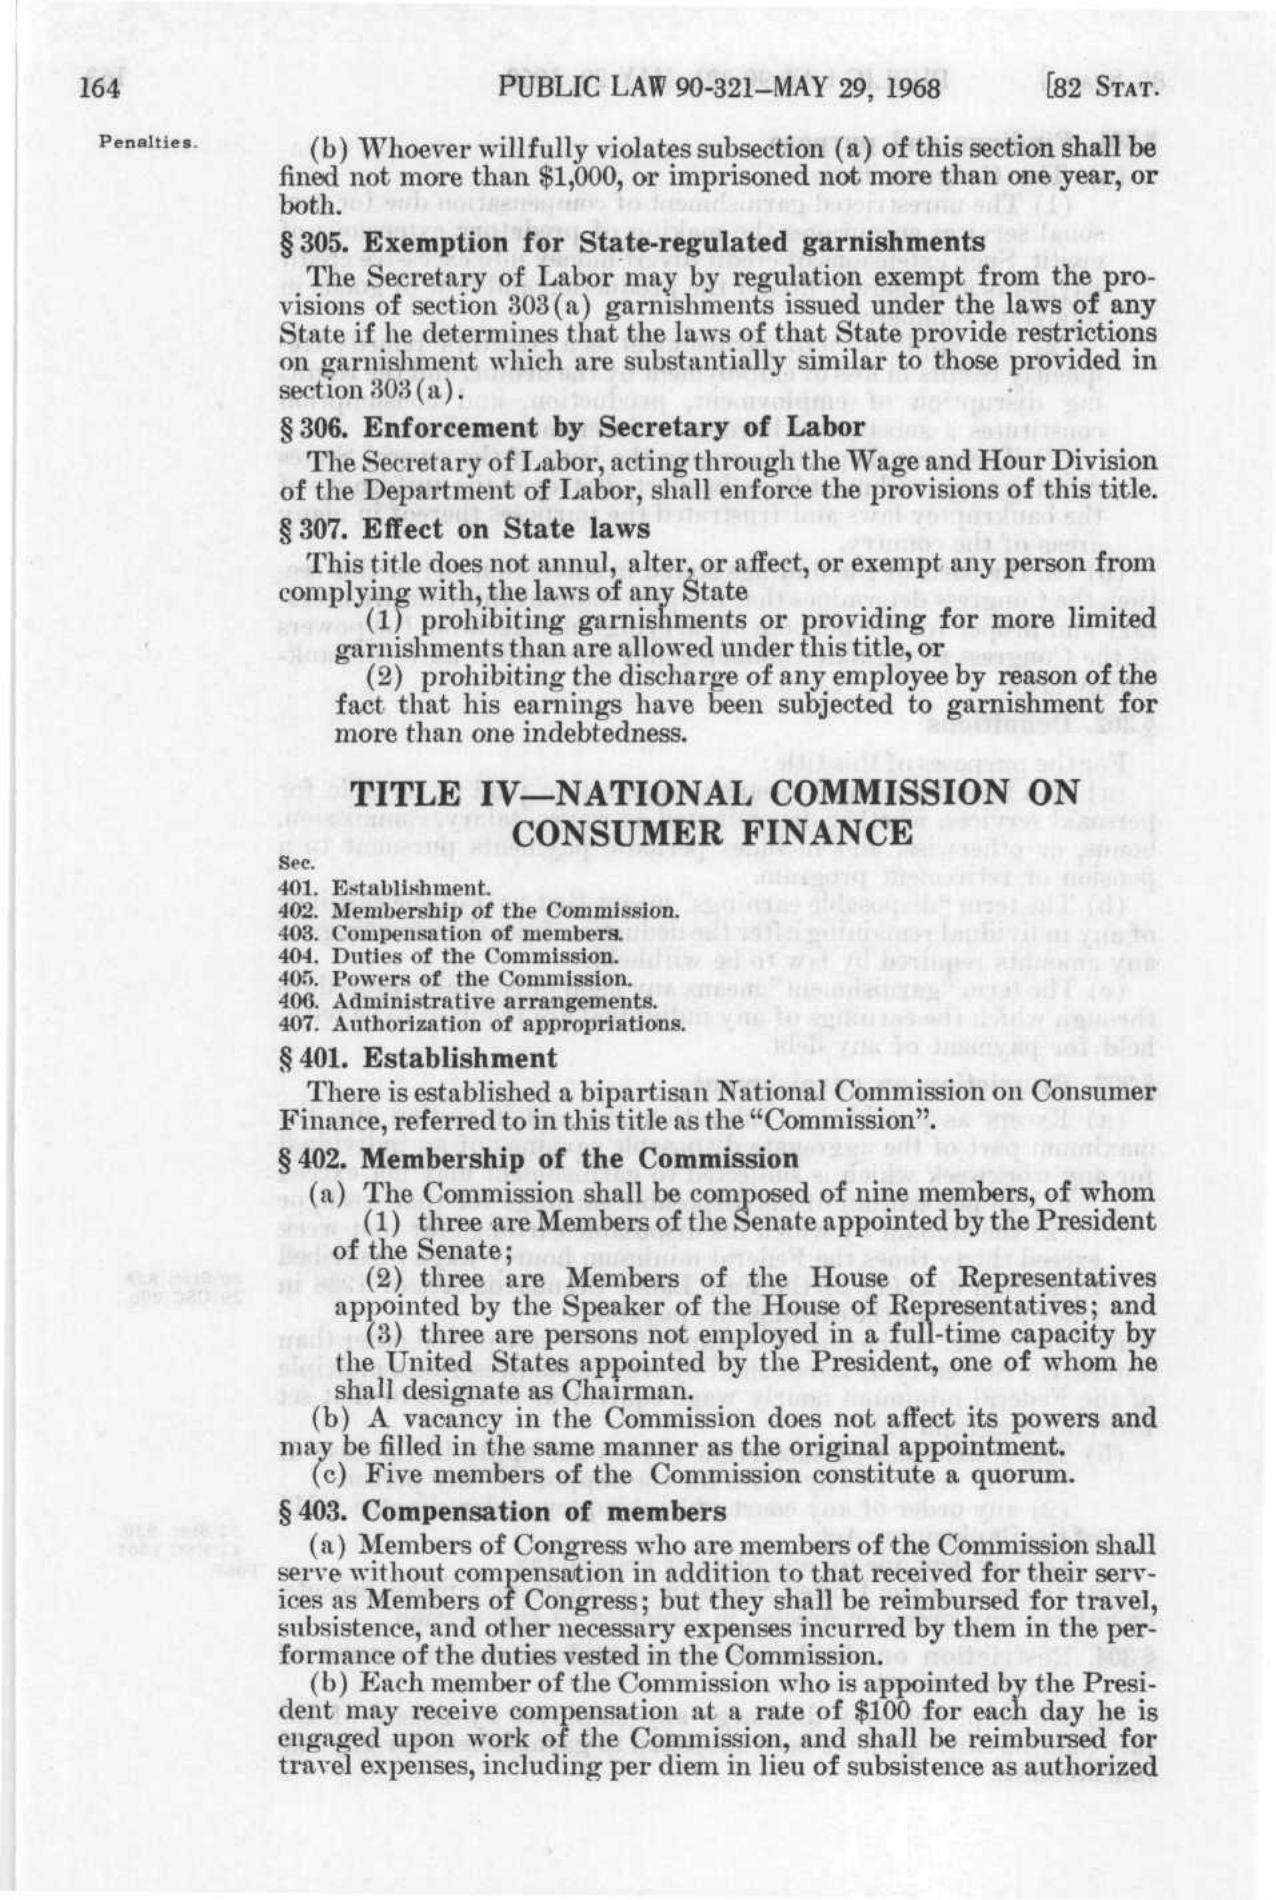 164
PUBLIC LAW 90-321–MAY 29, 1968
[82 STAT.
Penalties.
(b) Whoever willfully violates subsection (a) of this section shall be
fined not more than $1,000, or imprisoned not more than one year, or
both.
§ 305. Exemption for State-regulated garnishments
The Secretary of Labor may by regulation exempt from the pro-
visions of section 303(a) garnishments issued under the laws of any
State if he determines that the laws of that State provide restrictions
on garnishment which are substantially similar to those provided in
section 303(a).
§ 306. Enforcement by Secretary of Labor
The Secretary of Labor, acting through the Wage and Hour Division
of the Department of Labor, shall enforce the provisions of this title.
§ 307. Effect on State laws
This title does not annul, alter, or affect, or exempt any person from
complying with, the laws of any State
(1) prohibiting garnishments or providing for more limited
garnishments than are allowed under this title, or
(2) prohibiting the discharge of any employee by reason of the
fact that his earnings have been subjected to garnishment for
more than one indebtedness.
TITLE IV—NATIONAL COMMISSION ON
CONSUMER FINANCE
Sec.
401. Establishment.
402. Membership of the Commission.
403. Compensation of members.
404. Duties of the Commission.
405. Powers of the Commission.
406. Administrative arrangements.
407. Authorization of appropriations.
§ 401. Establishment
There is established a bipartisan National Commission on Consumer
Finance, referred to in this title as the “Commission”.
§ 402. Membership of the Commission
(a) The Commission shall be composed of nine members, of whom
(1) three are Members of the Senate appointed by the President
of the Senate;
(2) three are Members of the House of Representatives
appointed by the Speaker of the House of Representatives; and
(3) three are persons not employed in a full-time capacity by
the United States appointed by the President, one of whom he
shall designate as Chairman.
(b) A vacancy in the Commission does not affect its powers and
may be filled in the same manner as the original appointment.
(c) Five members of the Commission constitute a quorum.
§ 403. Compensation of members
(a) Members of Congress who are members of the Commission shall
serve without compensation in addition to that received for their serv-
ices as Members of Congress; but they shall be reimbursed for travel,
subsistence, and other necessary expenses incurred by them in the per-
formance of the duties vested in the Commission.
(b) Each member of the Commission who is appointed by the Presi-
dent may receive compensation at a rate of $100 for each day he is
engaged upon work of the Commission, and shall be reimbursed for
travel expenses, including per diem in lieu of subsistence as authorized